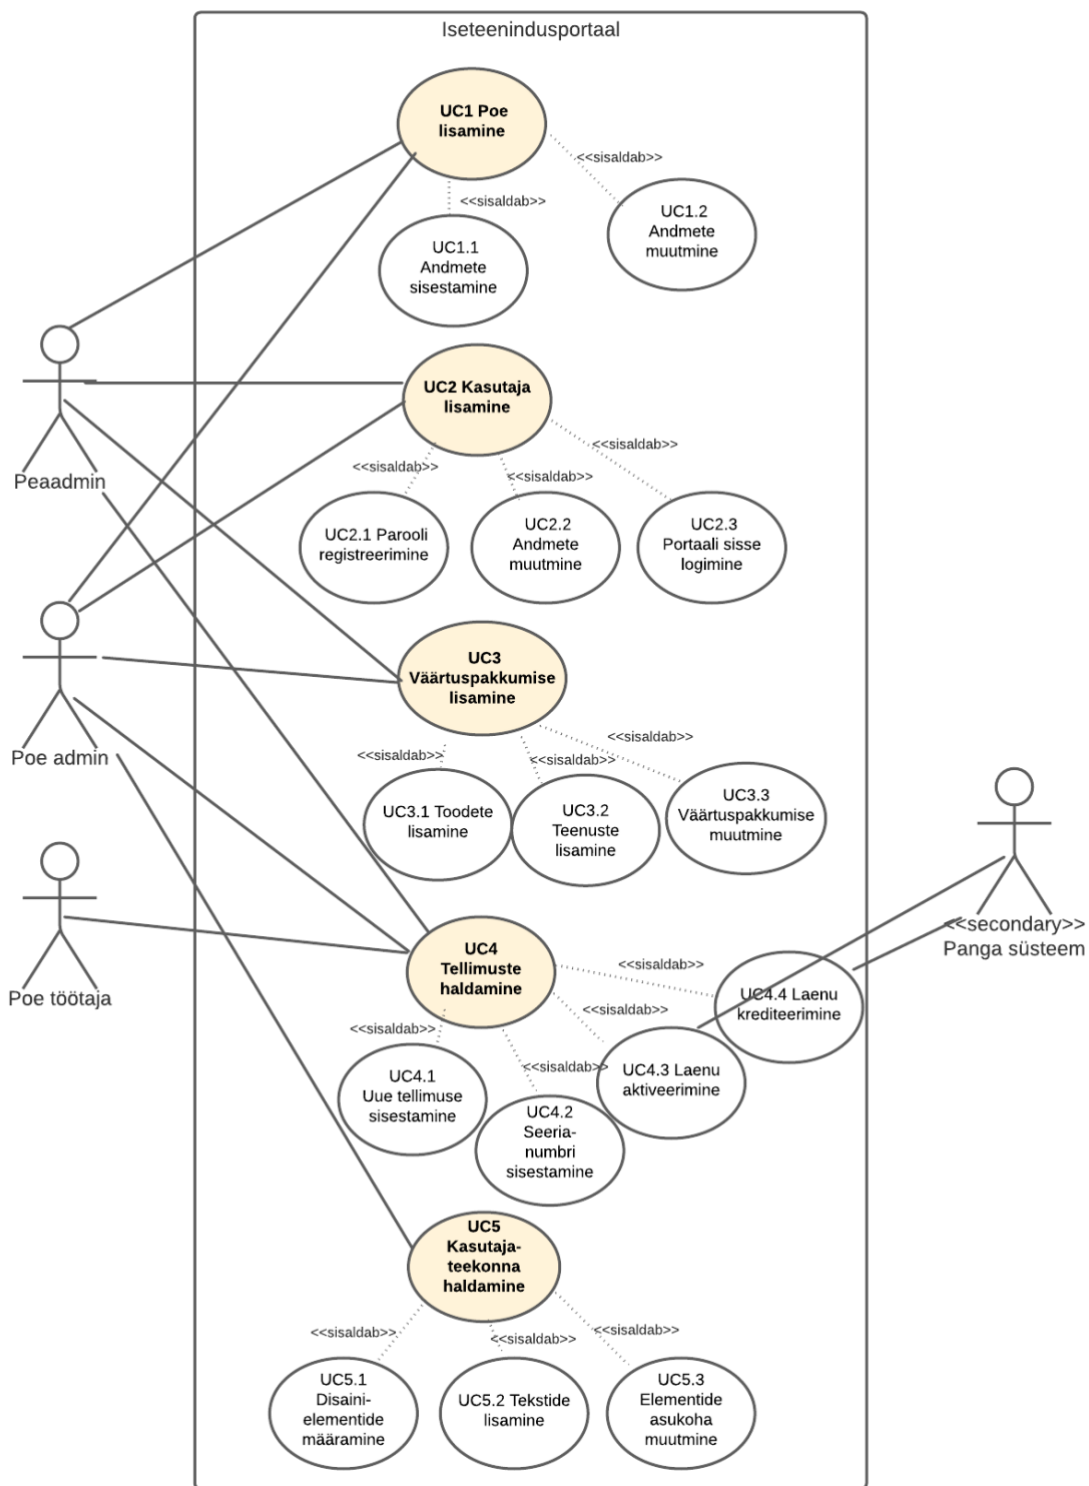 Iseteenindusportaal
UC1 Poe
lisamine
<<sisaldab>>
<<sisaldab>>
UC1.1
Andmete
sisestamine
UC1.2
Andmete
muutmine
Peaadmin
UC2 Kasutaja
lisamine
<<sisaldab>>
<<sisaldab>>
<<sisaldab>>
UC2.1 Parooli
registreerimine
UC2.2
Andmete
muutmine
UC2.3
Portaali sisse
logimine
Poe admin
UC3
Väärtuspakkumise
lisamine
<<sisaldab>>
<<sisaldab>>
<<sisaldab>>
UC3.1 Toodete
lisamine
UC3.2
Teenuste
lisamine
UC3.3
Väärtuspakkumise
muutmine
Poe töötaja
<<secondary>>
Panga süsteem
UC4
Tellimuste
haldamine
<<sisaldab>>
<<sisaldab>>
<<sisaldab>>
<<sisaldab>>
UC4.1
Uue tellimuse
sisestamine
UC4.2
Seeria-
numbri
sisestamine
UC4.3 Laenu
aktiveerimine
UC4.4 Laenu
krediteerimine
UC5
Kasutaja-
teekonna
haldamine
<<sisaldab>>
<<sisaldab>>
<<sisaldab>>
UC5.1
Disaini-
elementide
määramine
UC5.2 Tekstide
lisamine
UC5.3
Elementide
asukoha
muutmine